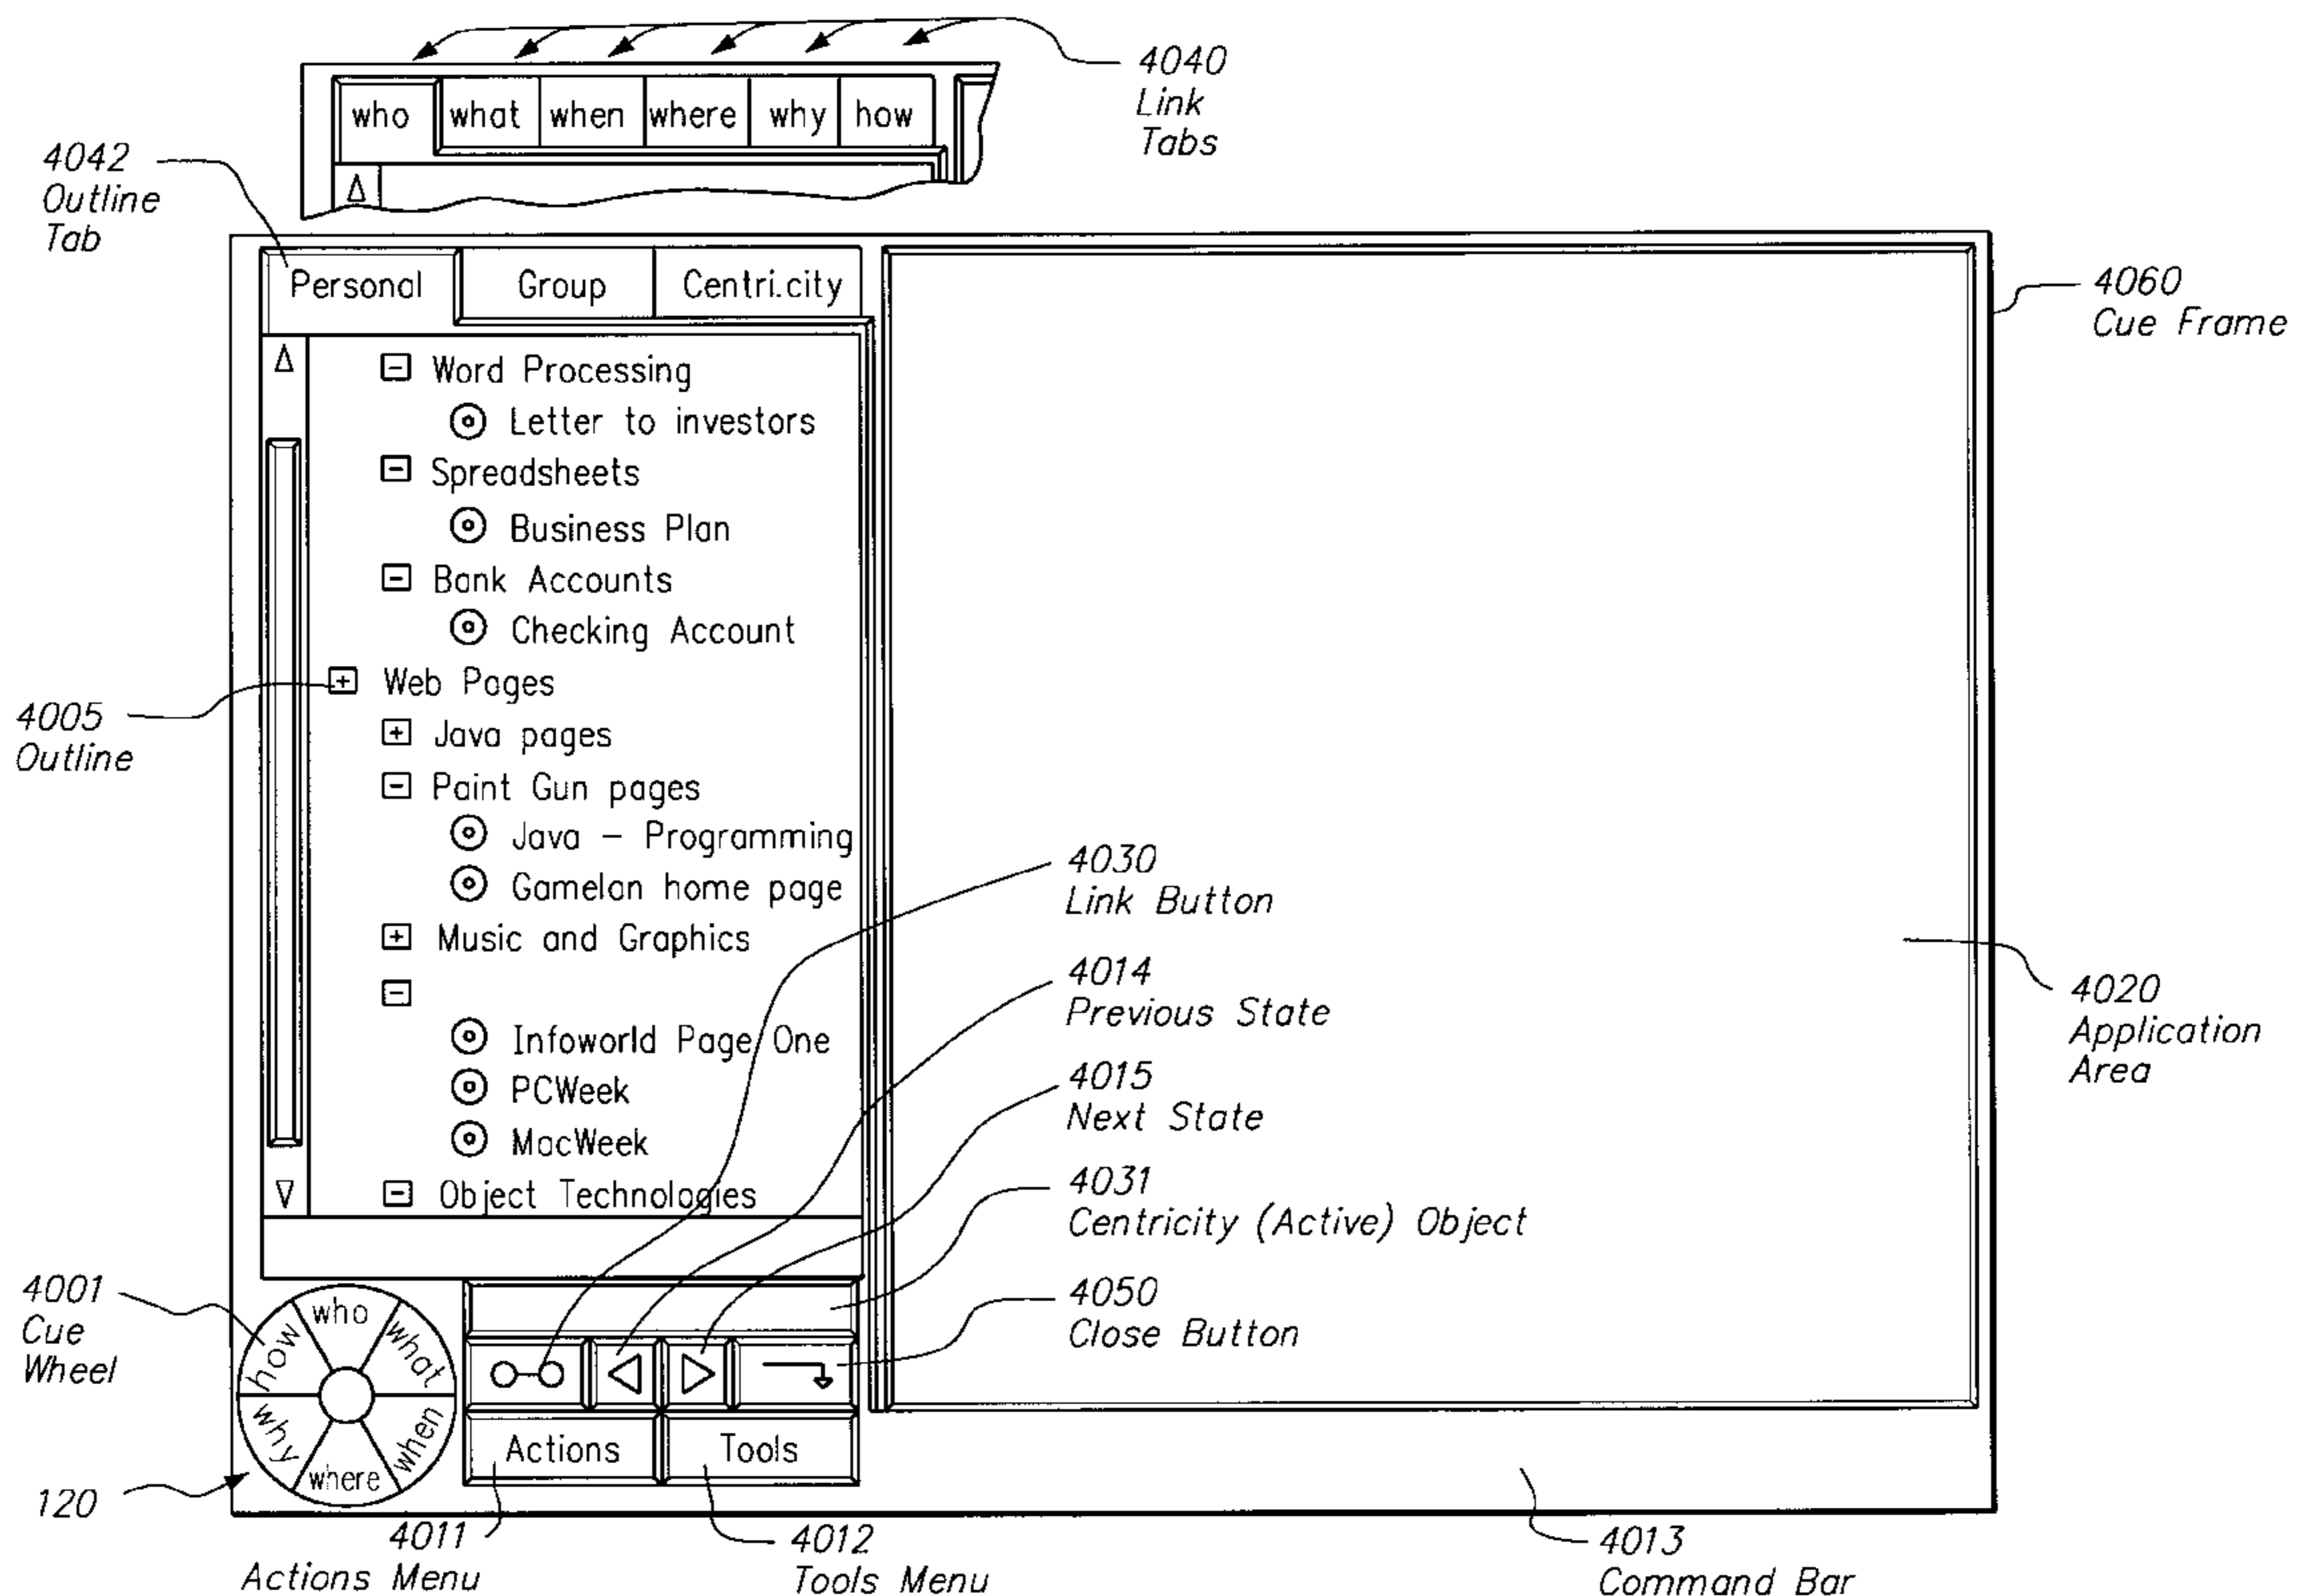 4040
Link
Tabs
who what when where why how
4042
Outline
Tab
Personal Group Centri.city
4060
Cue Frame
Word Processing
Letter to investors
Spreadsheets
Business Plan
Bank Accounts
Checking Account
Web Pages
4005
Outline
Java pages
Paint Gun pages
Java – Programming
Gamelan home page
Music and Graphics
Infoworld Page One
PCWeek
MacWeek
Object Technologies
4030
Link Button
4014
Previous State
4015
Next State
4031
Centricity (Active) Object
4050
Close Button
4020
Application
Area
4001
Cue
Wheel
who
what
when
where
why
how
120
Actions Tools
4011
Actions Menu
4012
Tools Menu
4013
Command Bar